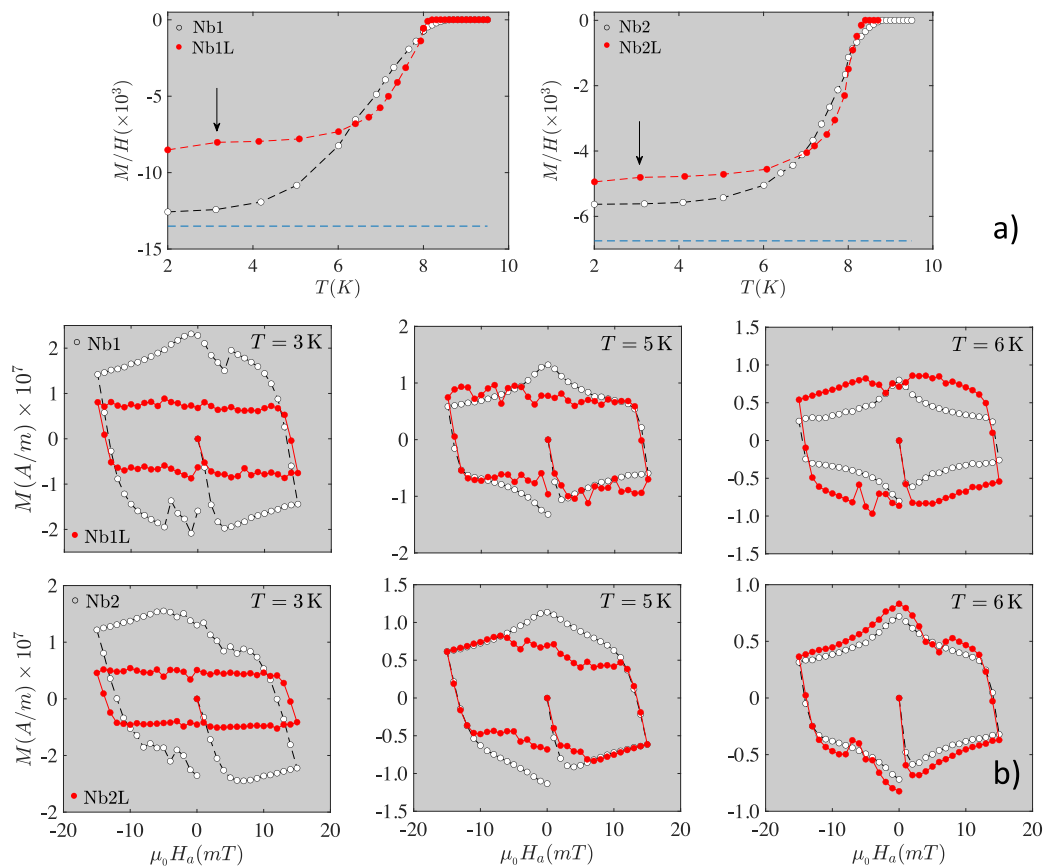 Nb1
Nb1L
M/H(×10³)
0
-5
-10
-15
2 4 6 8 10
T(K)
Nb2
Nb2L
M/H(×10³)
0
-2
-4
-6
2 4 6 8 10
T(K)
a)
Nb1
T = 3 K
Nb1L
M(A/m) × 10⁷
2
1
0
-1
-2
T = 5 K
2
1
0
-1
-2
T = 6 K
1.5
1.0
0.5
0
-0.5
-1.0
-1.5
Nb2
T = 3 K
Nb2L
M(A/m) × 10⁷
2
1
0
-1
-2
2
-20 -10 0 10 20
μ₀Hₐ(mT)
T = 5 K
1.5
1.0
0.5
0
-0.5
-1.0
-1.5
-20 -10 0 10 20
μ₀Hₐ(mT)
T = 6 K
1.0
0.5
0
-0.5
-1.0
-20 -10 0 10 20
μ₀Hₐ(mT)
b)